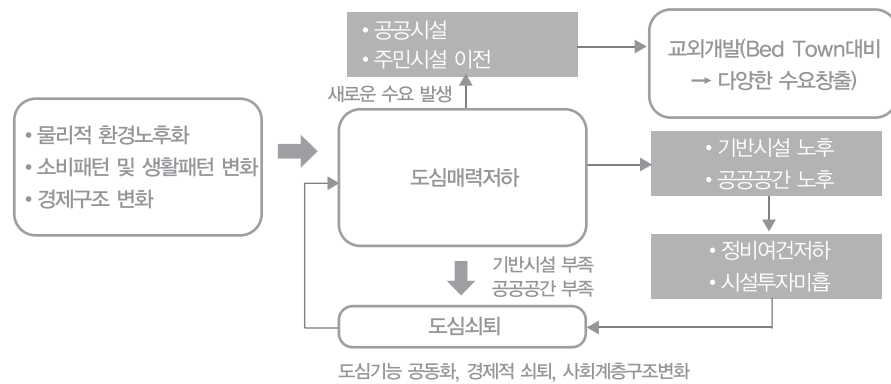 • 공공시설
• 주민시설 이전
교외개발(Bed Town대비
→ 다양한 수요창출)
새로운 수요 발생
• 물리적 환경노후화
• 소비패턴 및 생활패턴 변화
• 경제구조 변화
도심매력저하
• 기반시설 노후
• 공공공간 노후
• 정비여건저하
• 시설투자미흡
기반시설 부족
공공공간 부족
도심쇠퇴
도심기능 공동화, 경제적 쇠퇴, 사회계층구조변화